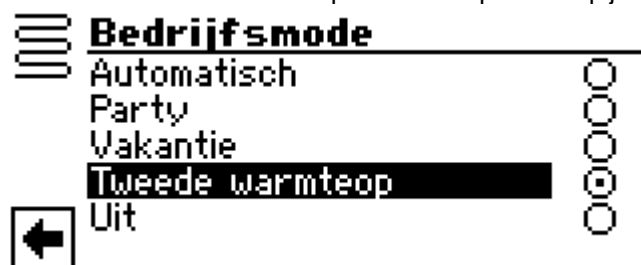 Bedrijfsmode
Automatisch
Party
Vakantie
Tweede warmteop
Uit